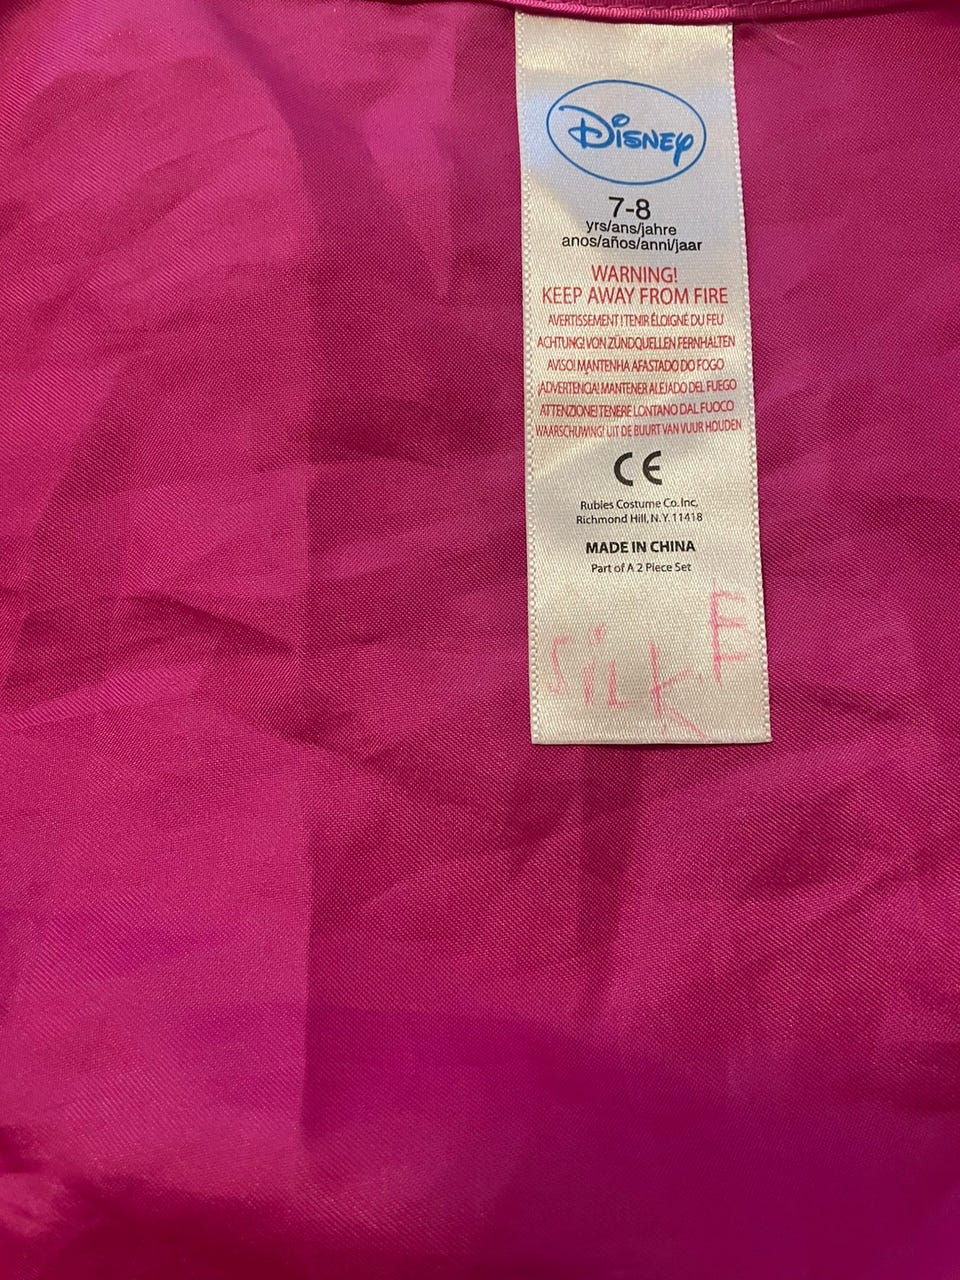 Disney
7-8
yrs/ans/jahre
anos/años/anni/jaar
WARNING!
KEEP AWAY FROM FIRE
AVERTISSEMENT ! TENIR ÉLOIGNÉ DU FEU
ACHTUNG! VON ZÜNDQUELLEN FERNHALTEN
AVISO! MANTENHA AFASTADO DO FOGO
¡ADVERTENCIA! MANTENER ALEJADO DEL FUEGO
ATTENZIONE! TENERE LONTANO DAL FUOCO
WAARSCHUWING! UIT DE BUURT VAN VUUR HOUDEN
CE
Rubies Costume Co. Inc,
Richmond Hill, N.Y. 11418
MADE IN CHINA
Part of A 2 Piece Set
SiLKE